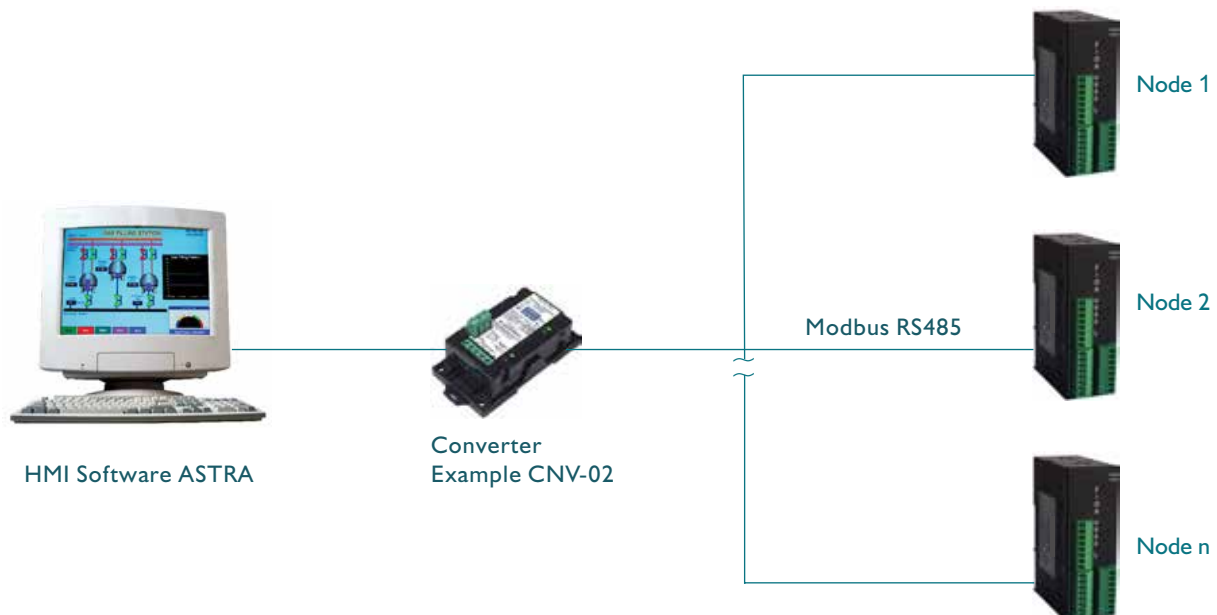 Node 1
Node 2
Modbus RS485
HMI Software ASTRA
Converter
Example CNV-02
Node n